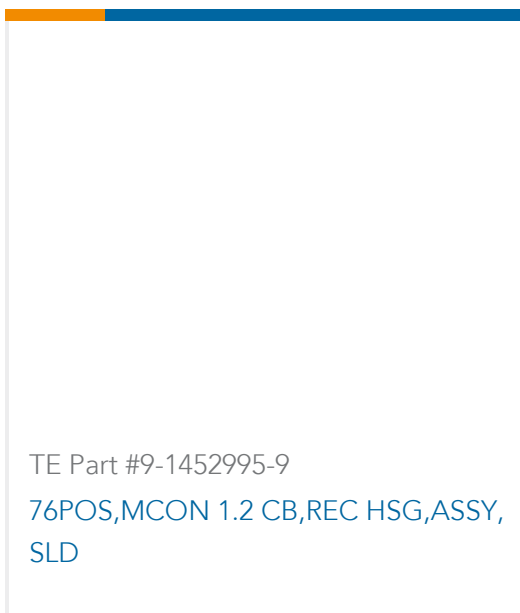 TE Part #9-1452995-9
76POS,MCON 1.2 CB,REC HSG,ASSY,
SLD